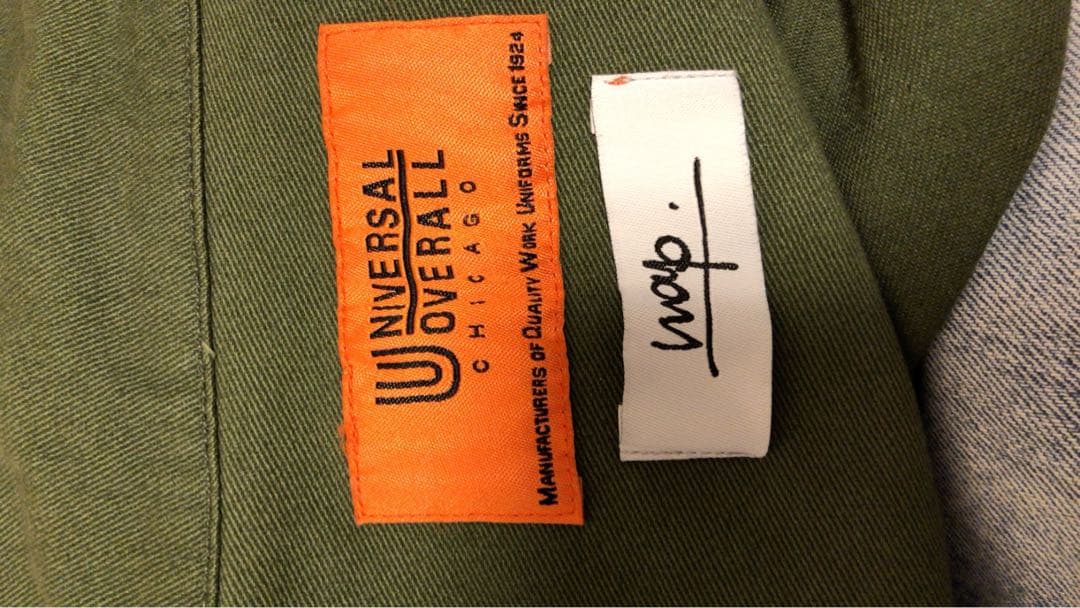 UNIVERSAL
OVERALL
CHICAGO
MANUFACTURERS OF QUALITY WORK UNIFORMS SINCE 1924